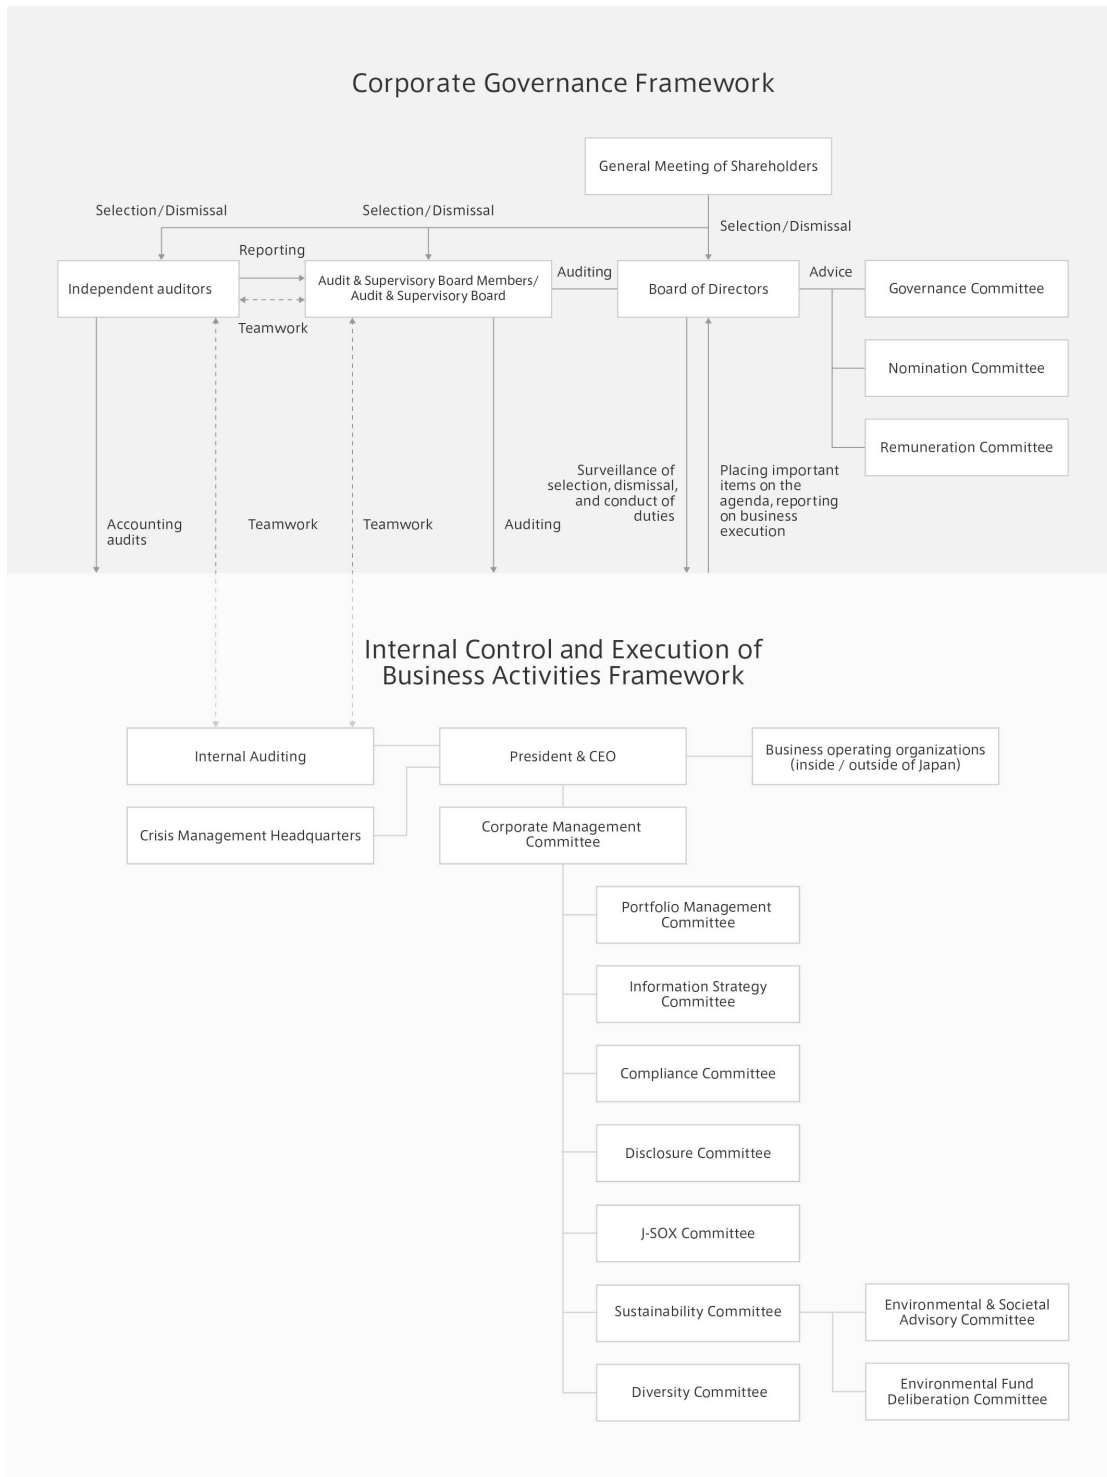 Corporate Governance Framework
General Meeting of Shareholders
Selection/Dismissal
Selection/Dismissal
Selection/Dismissal
Reporting
Independent auditors
Audit & Supervisory Board Members/
Audit & Supervisory Board
Auditing
Board of Directors
Advice
Governance Committee
Teamwork
Nomination Committee
Remuneration Committee
Accounting
audits
Teamwork
Teamwork
Auditing
Surveillance of
selection, dismissal,
and conduct of
duties
Placing important
items on the
agenda, reporting
on business
execution
Internal Control and Execution of
Business Activities Framework
Internal Auditing
President & CEO
Business operating organizations
(inside / outside of Japan)
Crisis Management Headquarters
Corporate Management
Committee
Portfolio Management
Committee
Information Strategy
Committee
Compliance Committee
Disclosure Committee
J-SOX Committee
Sustainability Committee
Environmental & Societal
Advisory Committee
Diversity Committee
Environmental Fund
Deliberation Committee